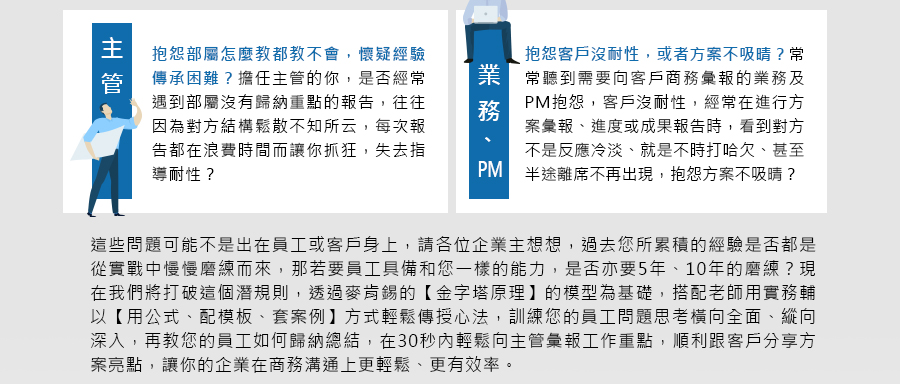 主管
抱怨部屬怎麼教都教不會，懷疑經驗
傳承困難？擔任主管的你，是否經常
遇到部屬沒有歸納重點的報告，往往
因為對方結構鬆散不知所云，每次報
告都在浪費時間而讓你抓狂，失去指
導耐性？
業務、PM
抱怨客戶沒耐性，或者方案不吸晴？常
常聽到需要向客戶商務彙報的業務及
PM抱怨，客戶沒耐性，經常在進行方
案彙報、進度或成果報告時，看到對方
不是反應冷淡、就是不時打哈欠、甚至
半途離席不再出現，抱怨方案不吸晴？
這些問題可能不是出在員工或客戶身上，請各位企業主想想，過去您所累積的經驗是否都是
從實戰中慢慢磨練而來，那若要員工具備和您一樣的能力，是否亦要5年、10年的磨練？現
在我們將打破這個潛規則，透過麥肯錫的【金字塔原理】的模型為基礎，搭配老師用實務輔
以【用公式、配模板、套案例】方式輕鬆傳授心法，訓練您的員工問題思考橫向全面、縱向
深入，再教您的員工如何歸納總結，在30秒內輕鬆向主管彙報工作重點，順利跟客戶分享方
案亮點，讓你的企業在商務溝通上更輕鬆、更有效率。